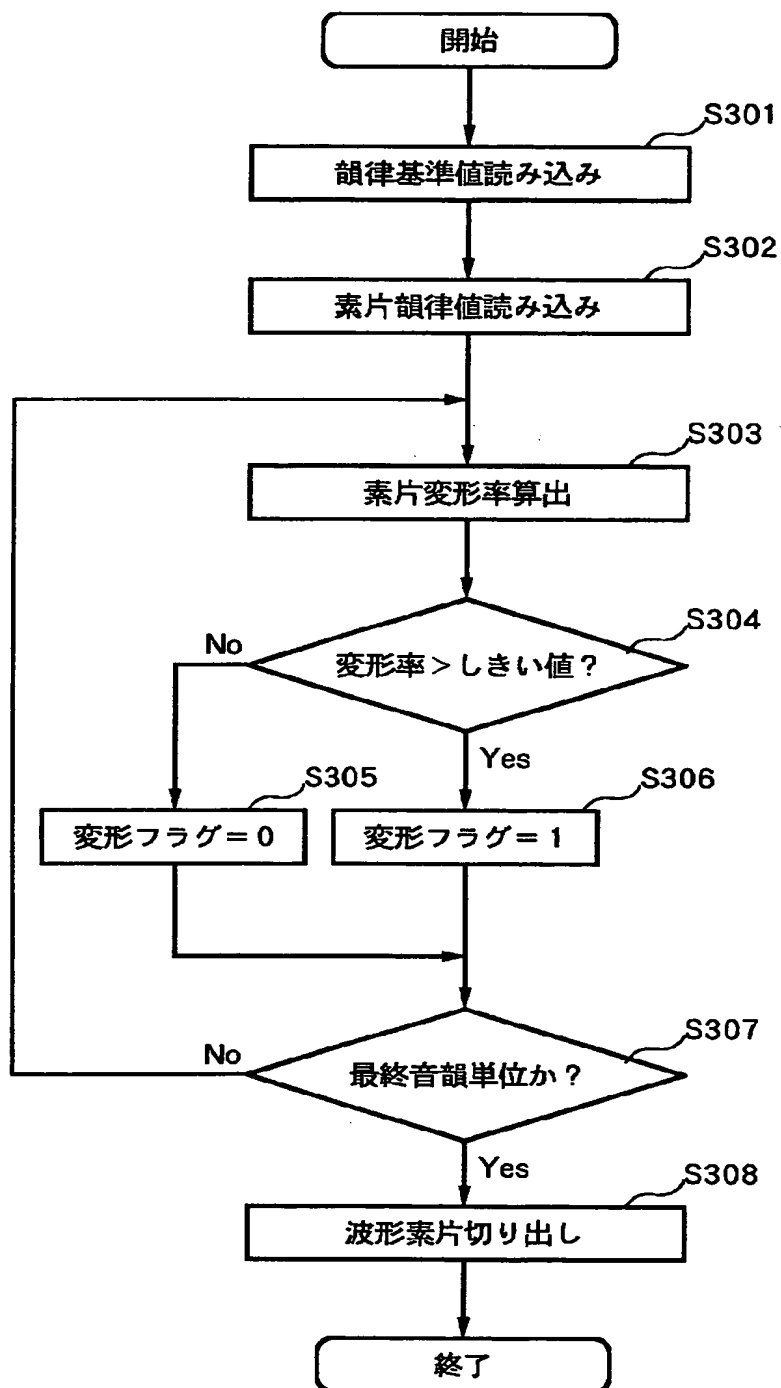 開始
S301
韻律基準値読み込み
S302
素片韻律値読み込み
S303
素片変形率算出
S304
変形率>しきい値?
No
Yes
S305
変形フラグ=0
S306
変形フラグ=1
S307
最終音韻単位か?
No
Yes
S308
波形素片切り出し
終了